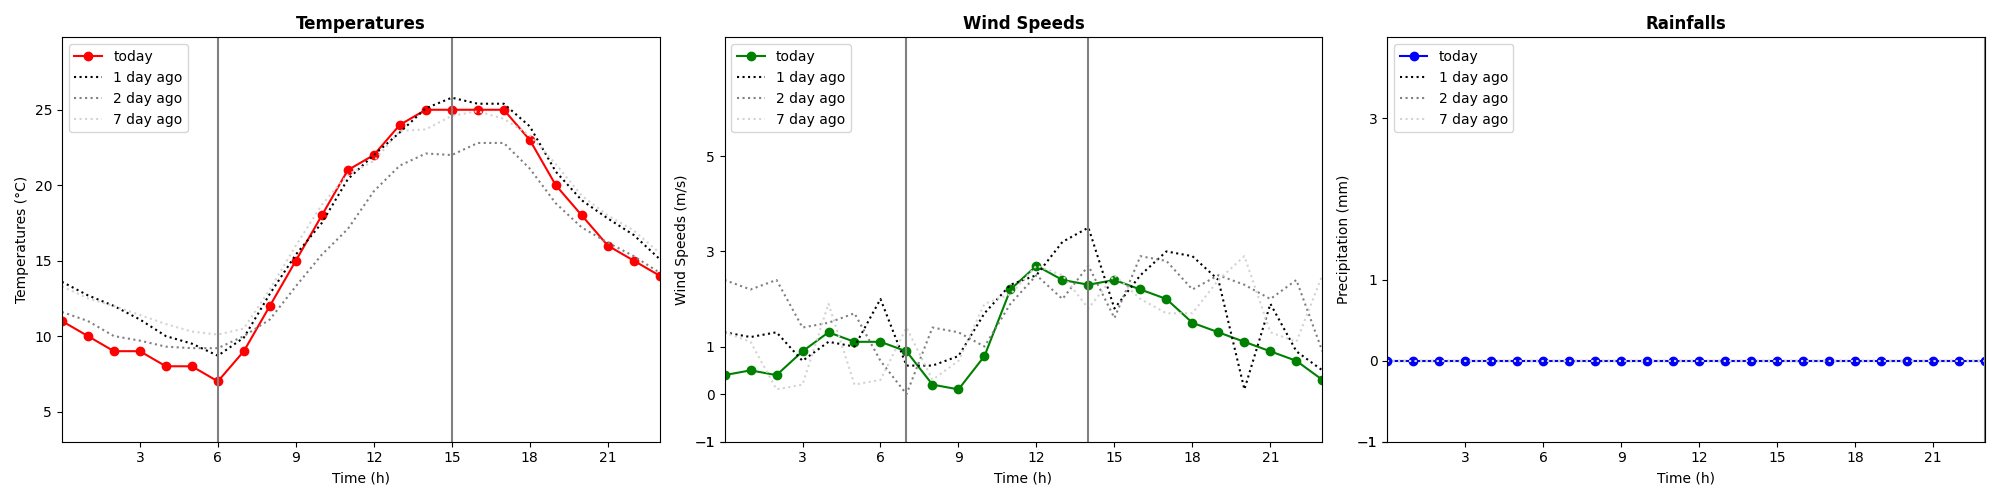 Temperatures
today
1 day ago
2 day ago
7 day ago
Temperatures (°C)
25
20
15
10
5
3 6 9 12 15 18 21
Time (h)
Wind Speeds
today
1 day ago
2 day ago
7 day ago
Wind Speeds (m/s)
5
3
1
0
−1
3 6 9 12 15 18 21
Time (h)
Rainfalls
today
1 day ago
2 day ago
7 day ago
Precipitation (mm)
3
1
0
−1
3 6 9 12 15 18 21
Time (h)